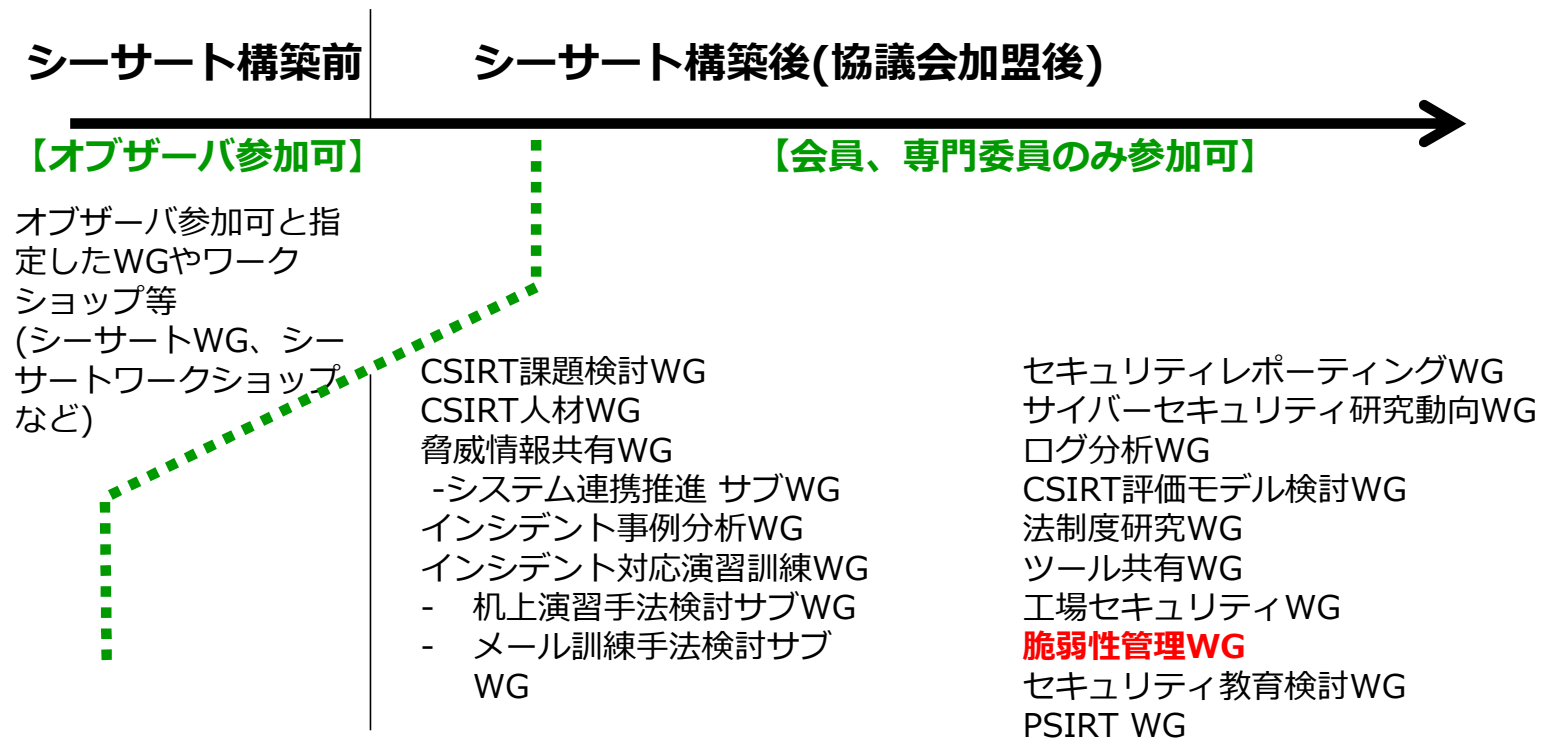 シーサート構築前
シーサート構築後(協議会加盟後)
【オブザーバ参加可】
【会員、専門委員のみ参加可】
オブザーバ参加可と指
定したWGやワーク
ショップ等
(シーサートWG、シー
サートワークショップ
など)
CSIRT課題検討WG
CSIRT人材WG
脅威情報共有WG
-システム連携推進 サブWG
インシデント事例分析WG
インシデント対応演習訓練WG
- 机上演習手法検討サブWG
- メール訓練手法検討サブ
WG
セキュリティレポーティングWG
サイバーセキュリティ研究動向WG
ログ分析WG
CSIRT評価モデル検討WG
法制度研究WG
ツール共有WG
工場セキュリティWG
脆弱性管理WG
セキュリティ教育検討WG
PSIRT WG